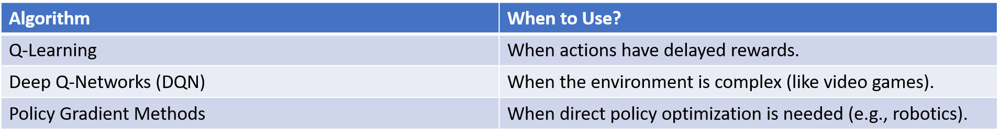 Algorithm When to Use?
Q-Learning When actions have delayed rewards.
Deep Q-Networks (DQN) When the environment is complex (like video games).
Policy Gradient Methods When direct policy optimization is needed (e.g., robotics).